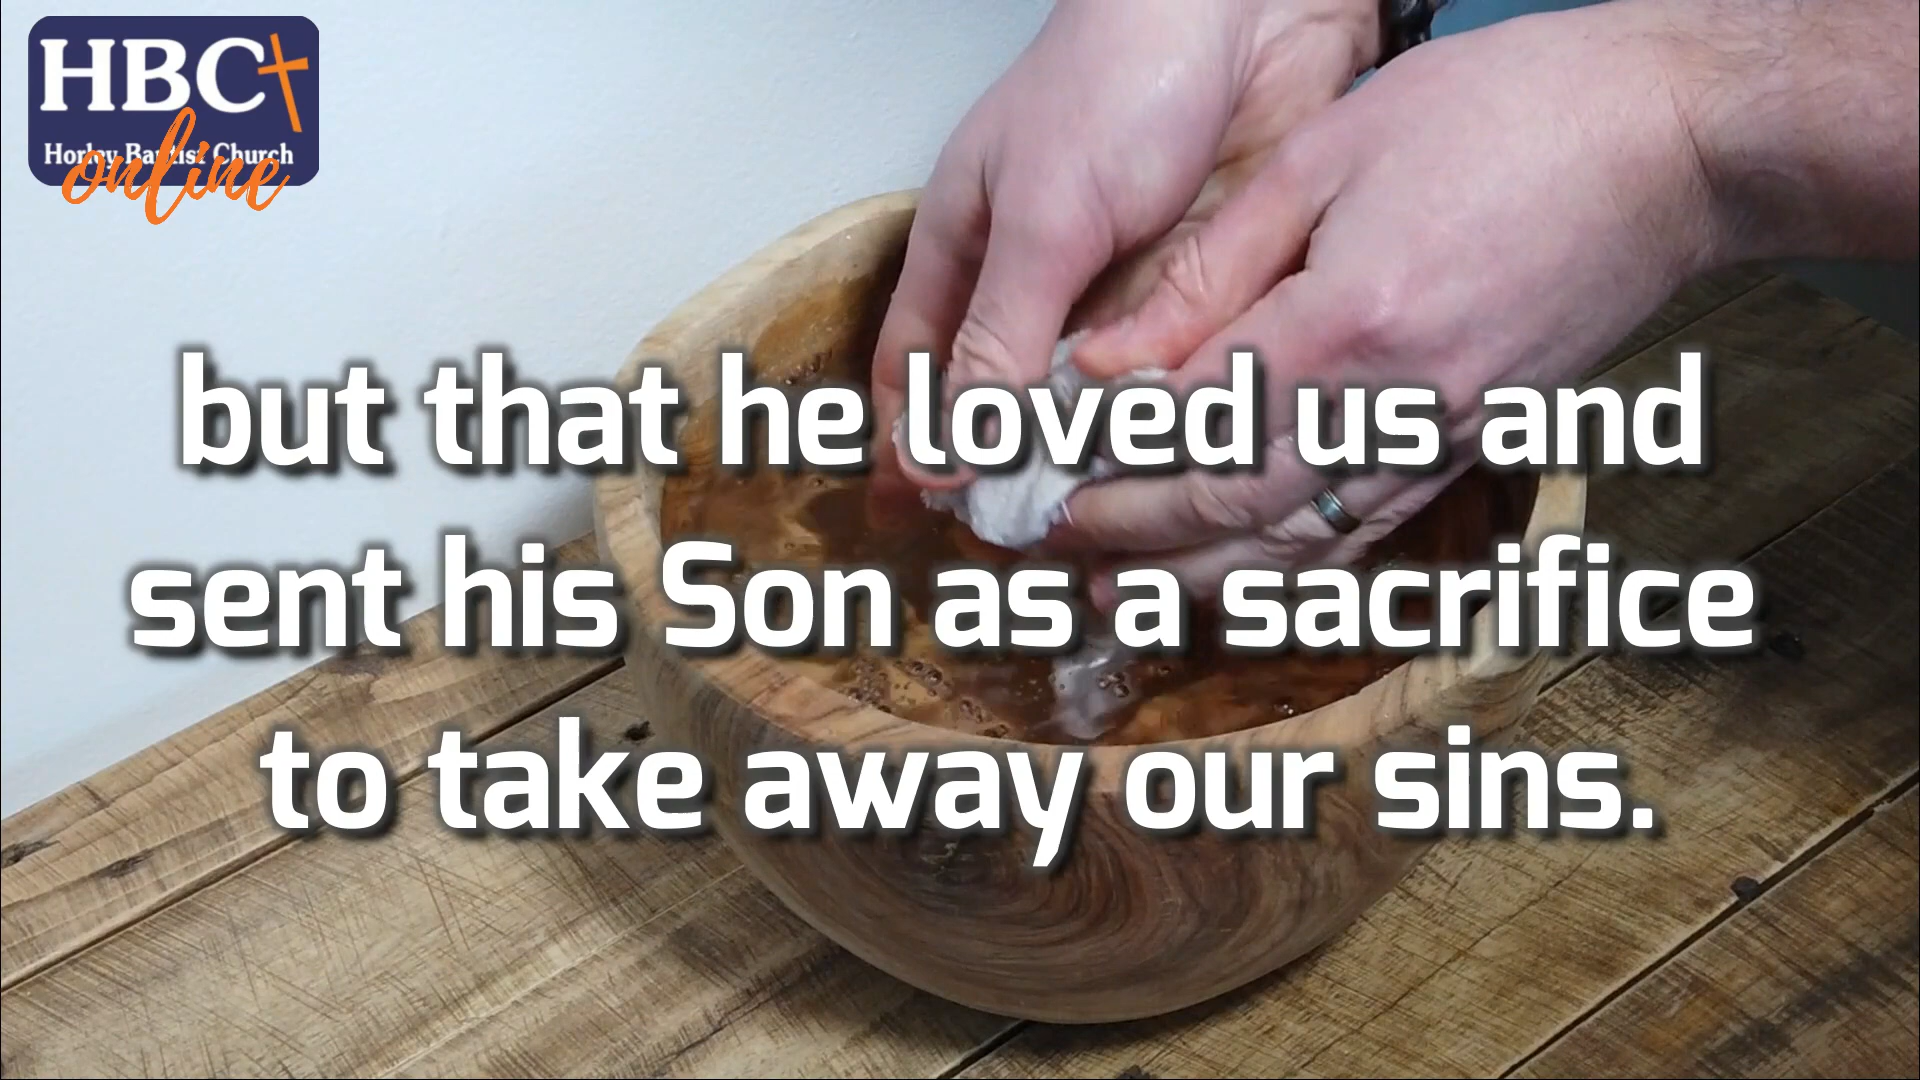 HBC
Horley Baptist Church
online
but that he loved us and
sent his Son as a sacrifice
to take away our sins.